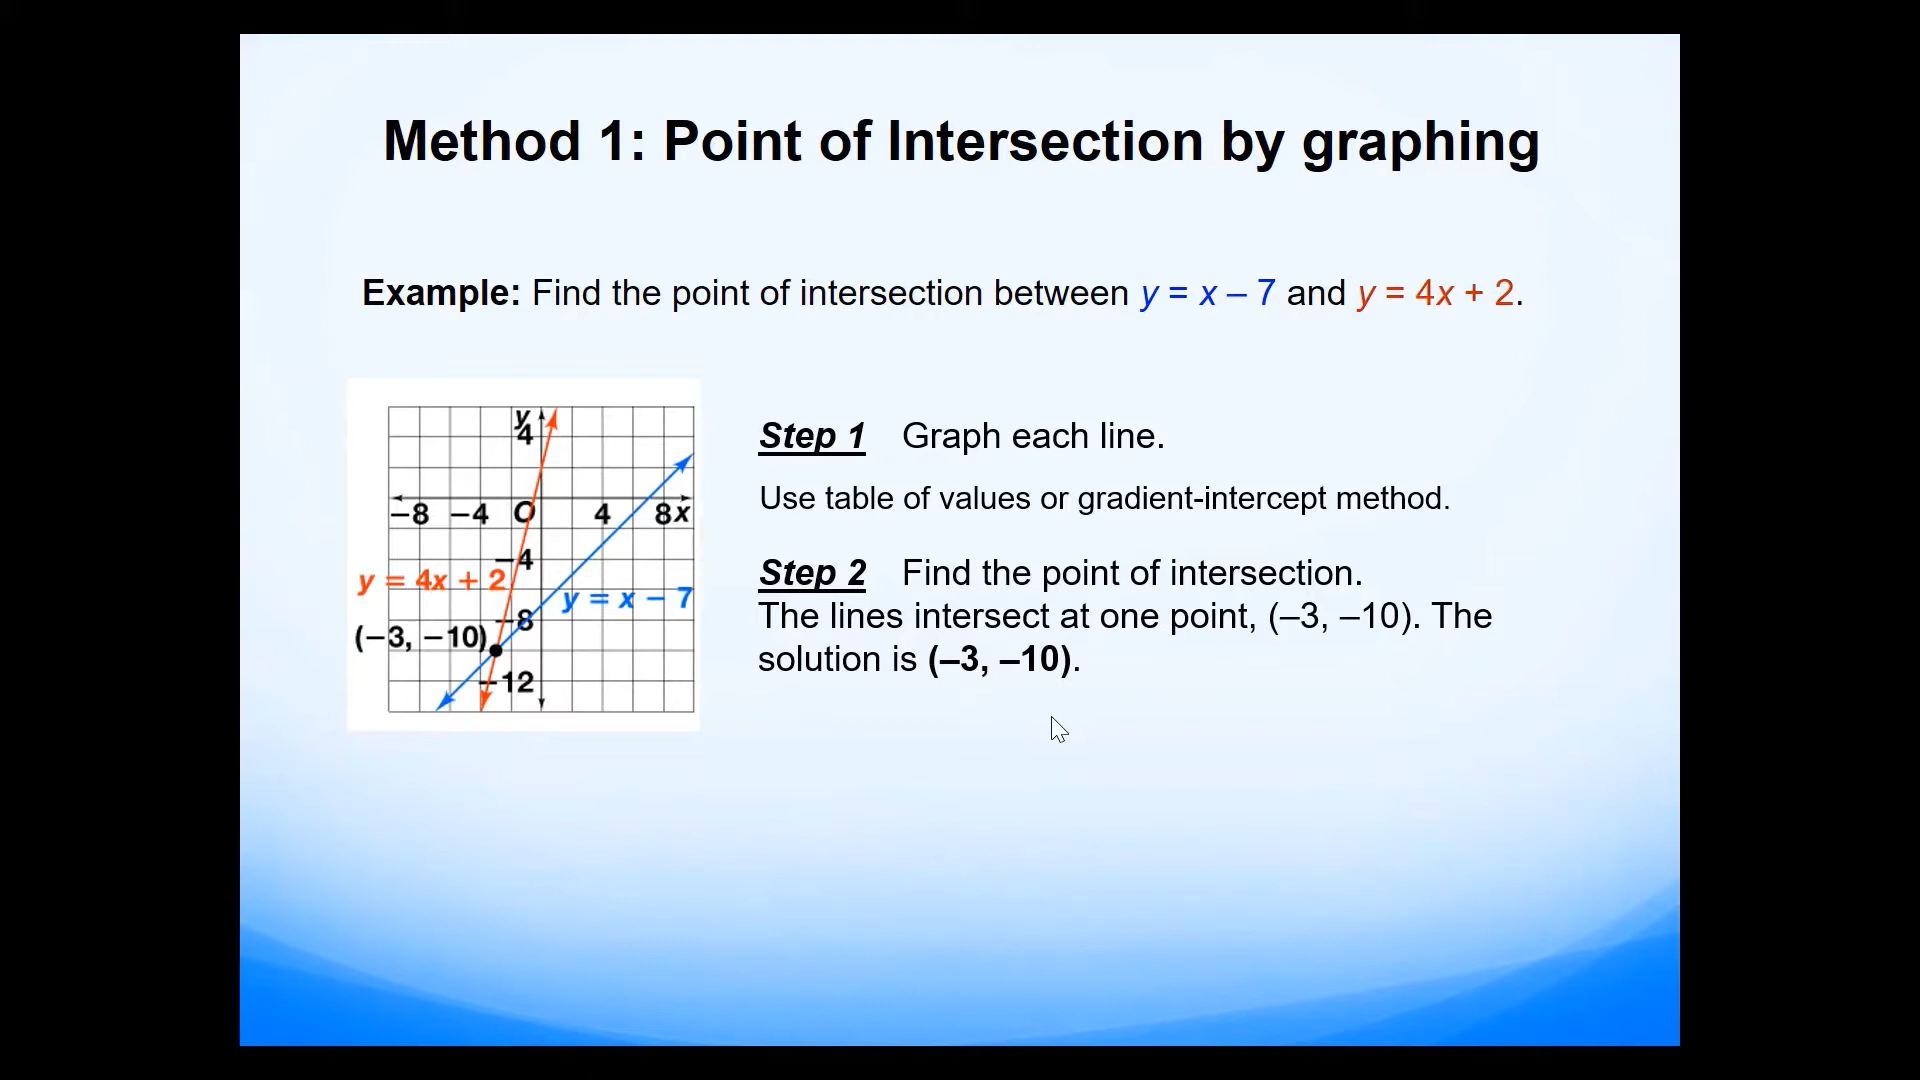 Method 1: Point of Intersection by graphing
Example: Find the point of intersection between y = x – 7 and y = 4x + 2.
y
4
–8 –4 O 4 8 x
–4
y = 4x + 2
y = x – 7
–8
(–3, –10)
–12
Step 1 Graph each line.
Use table of values or gradient-intercept method.
Step 2 Find the point of intersection.
The lines intersect at one point, (–3, –10). The
solution is (–3, –10).